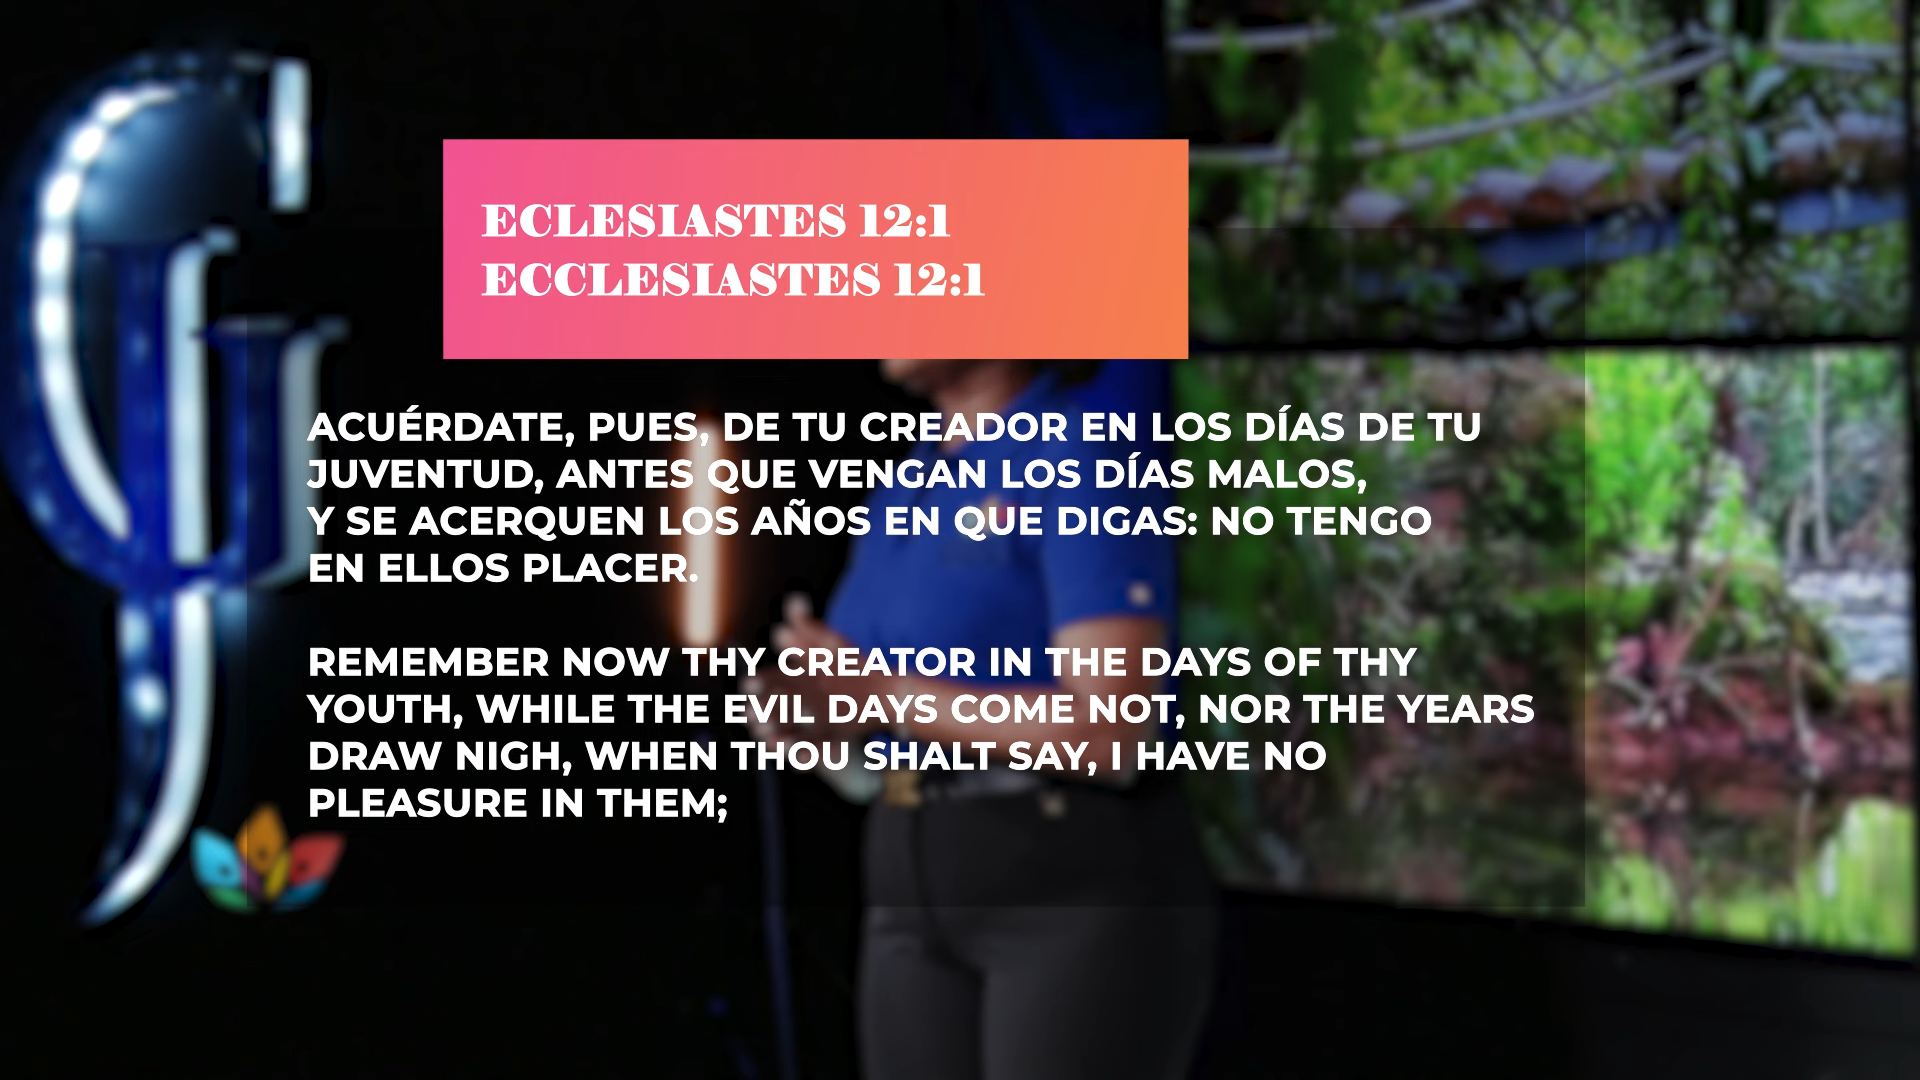 ECLESIASTES 12:1
ECCLESIASTES 12:1
ACUÉRDATE, PUES, DE TU CREADOR EN LOS DÍAS DE TU
JUVENTUD, ANTES QUE VENGAN LOS DÍAS MALOS,
Y SE ACERQUEN LOS AÑOS EN QUE DIGAS: NO TENGO
EN ELLOS PLACER.
REMEMBER NOW THY CREATOR IN THE DAYS OF THY
YOUTH, WHILE THE EVIL DAYS COME NOT, NOR THE YEARS
DRAW NIGH, WHEN THOU SHALT SAY, I HAVE NO
PLEASURE IN THEM;